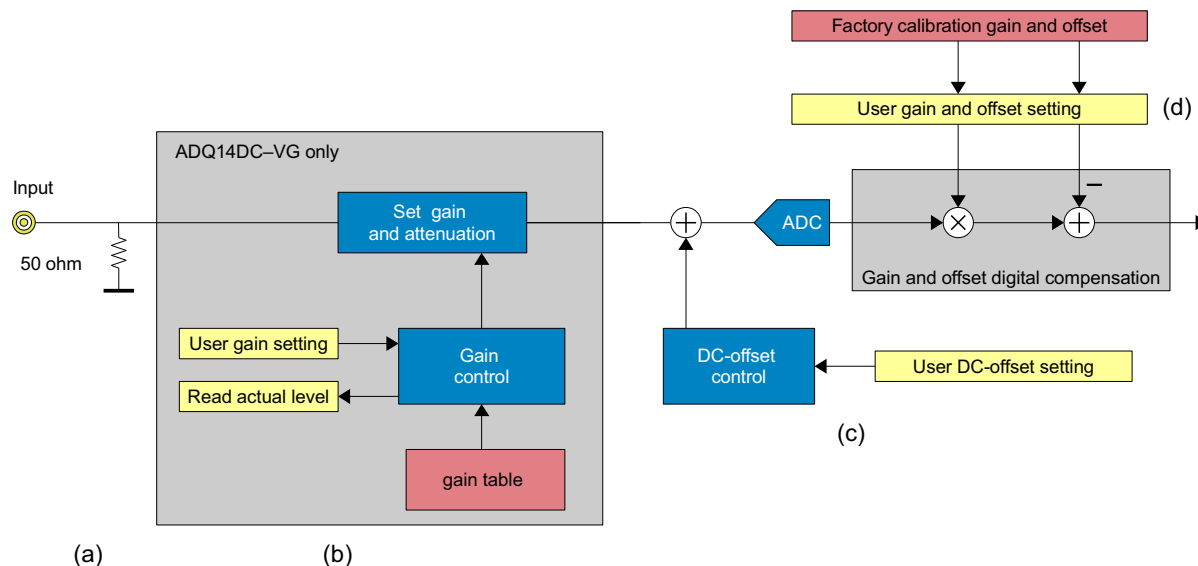 Factory calibration gain and offset
User gain and offset setting
(d)
ADQ14DC–VG only
Input
50 ohm
Set gain
and attenuation
ADC
Gain and offset digital compensation
User gain setting
Read actual level
Gain
control
gain table
DC-offset
control
User DC-offset setting
(c)
(a)
(b)